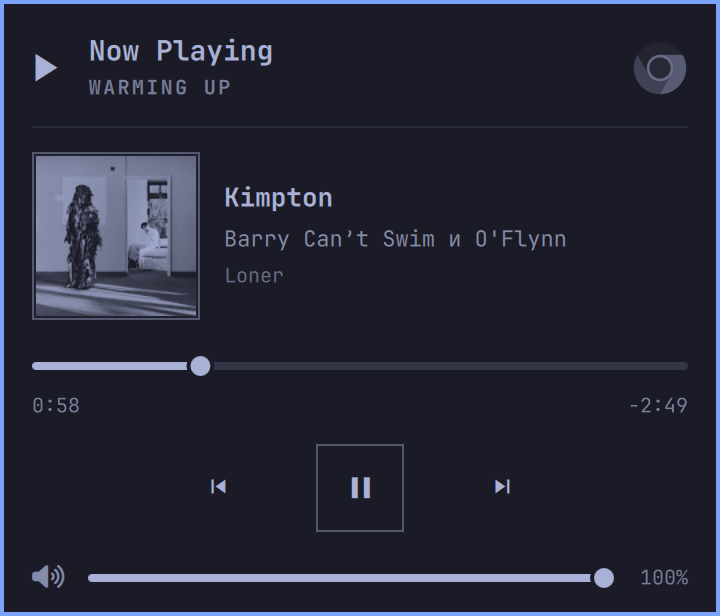 Now Playing
WARMING UP
Kimpton
Barry Can’t Swim и O'Flynn
Loner
0:58
-2:49
100%